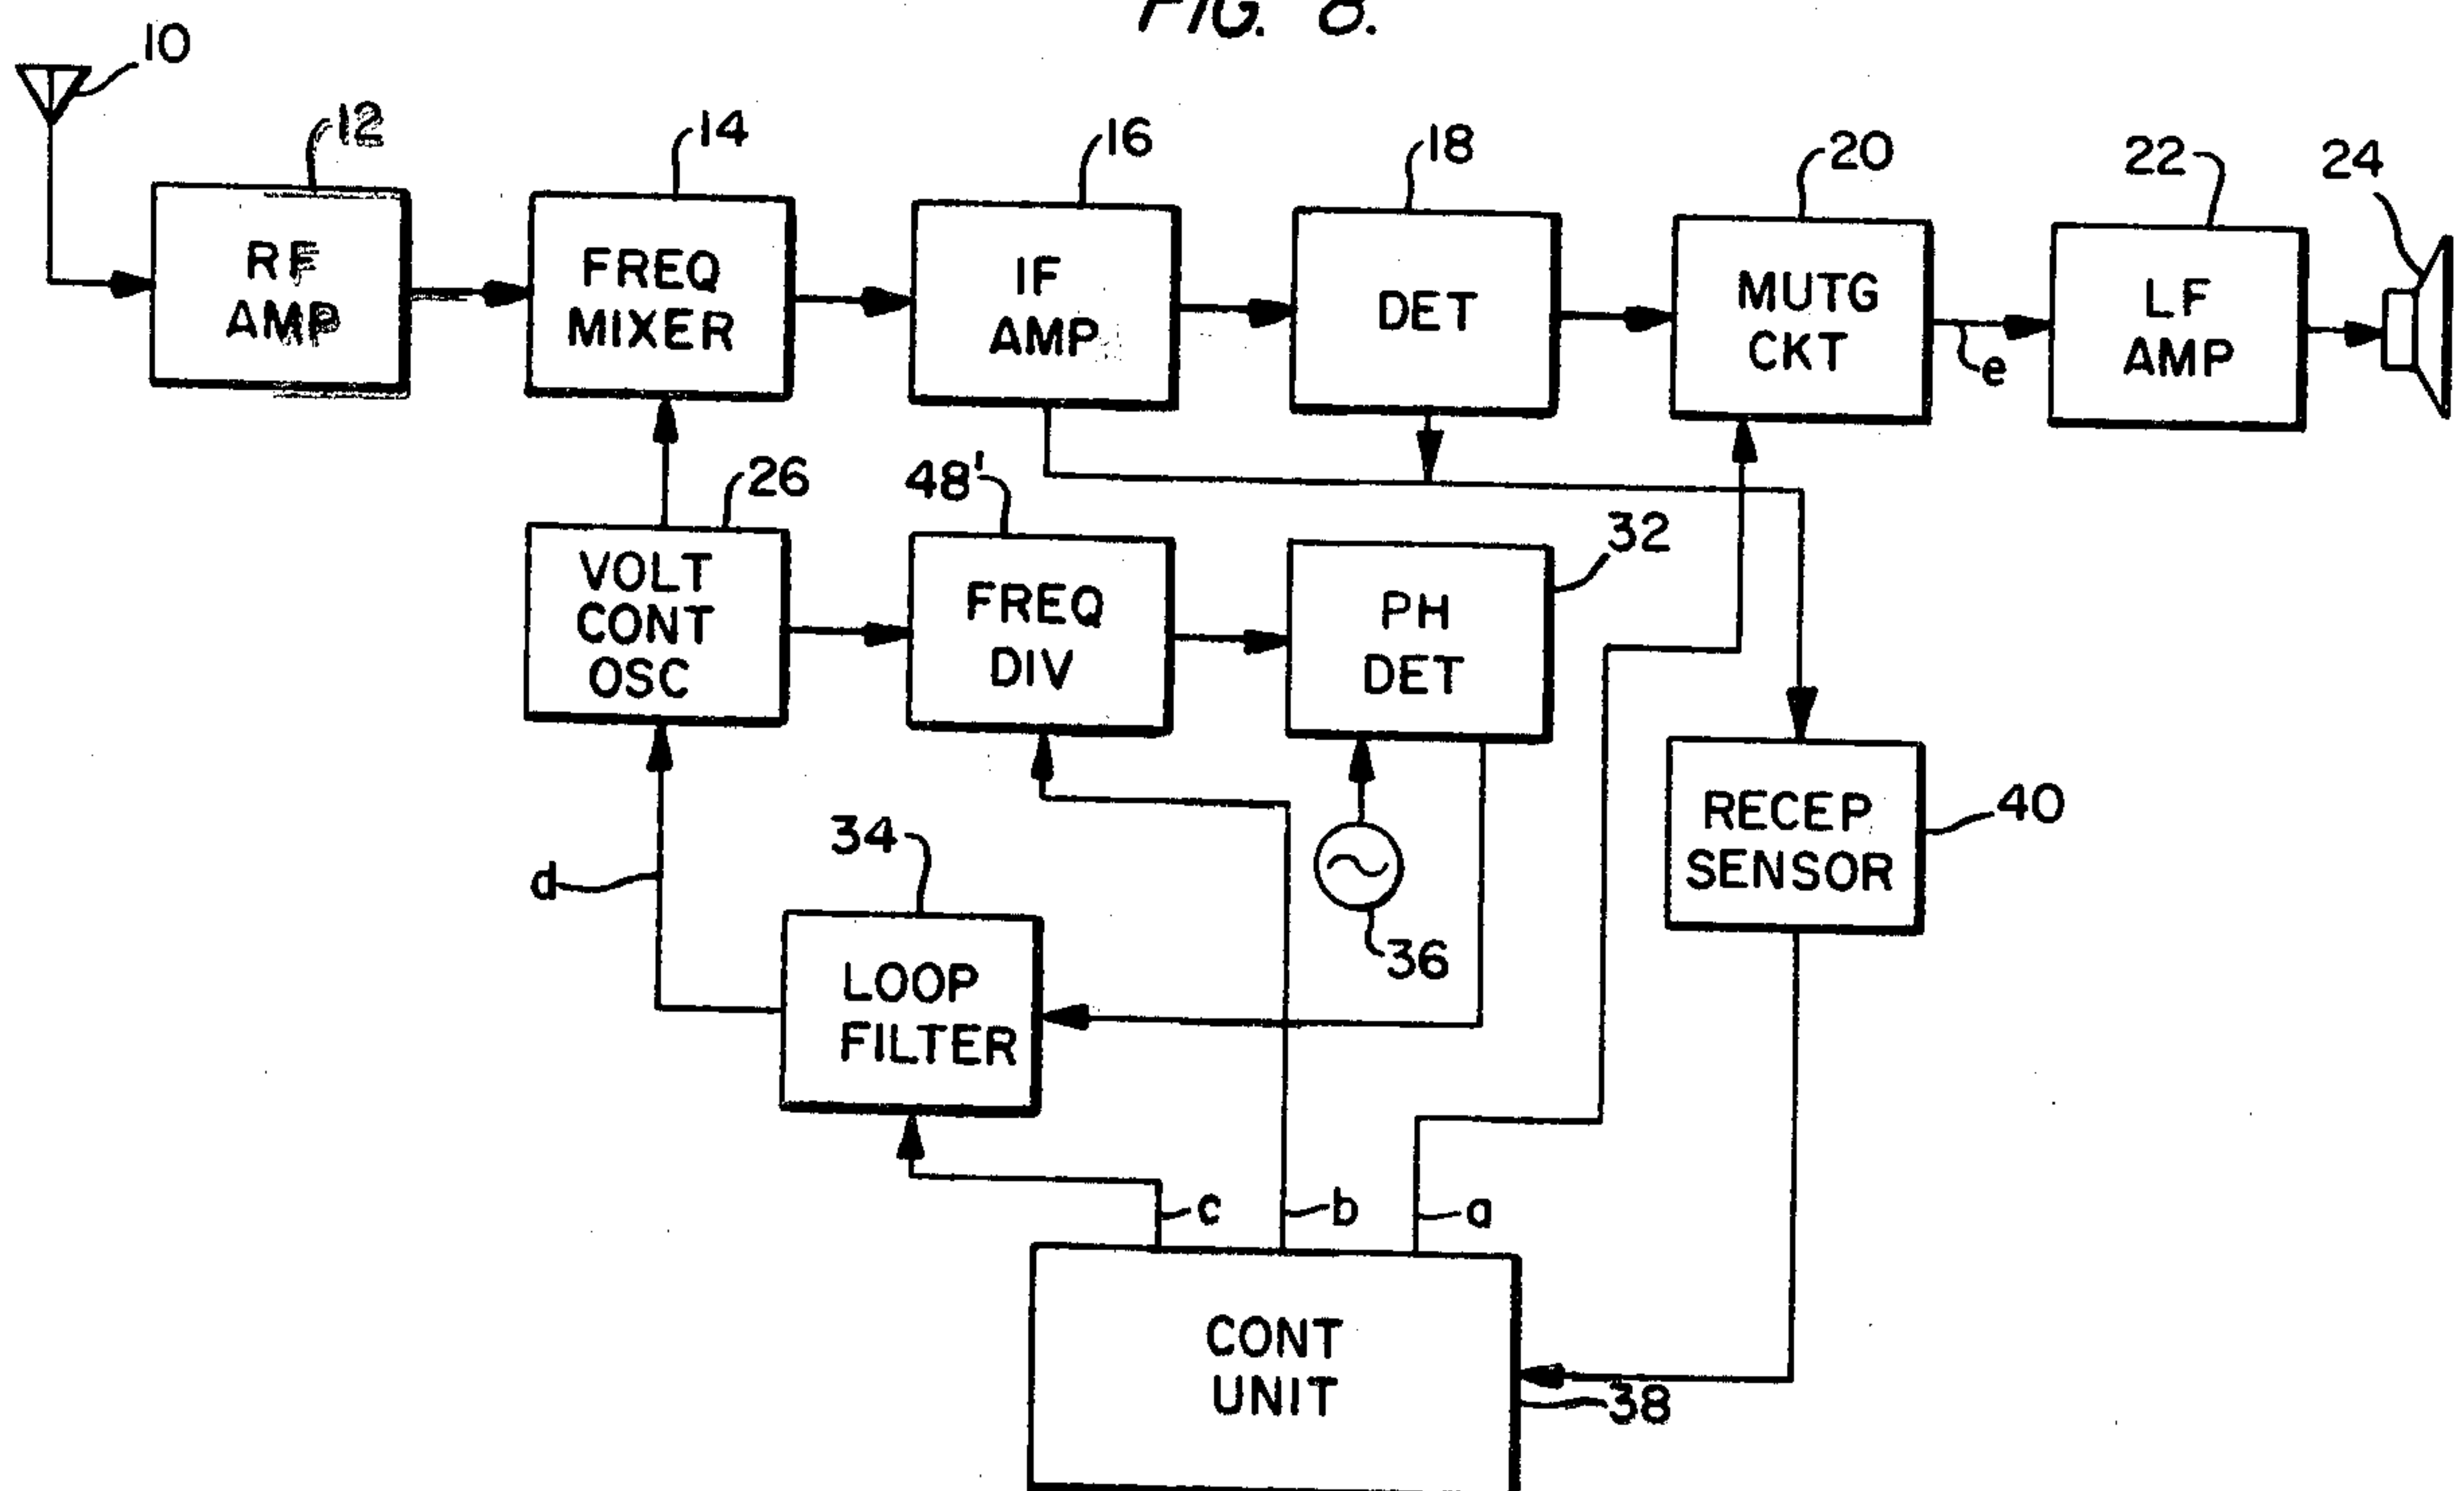 FIG. 8.
10
12
14
16
18
20
22
24
RF
AMP
FREQ
MIXER
IF
AMP
DET
MUTG
CKT
e
LF
AMP
26
48'
32
VOLT
CONT
OSC
FREQ
DIV
PH
DET
40
RECEP
SENSOR
34
d
36
LOOP
FILTER
c
b
a
CONT
UNIT
38